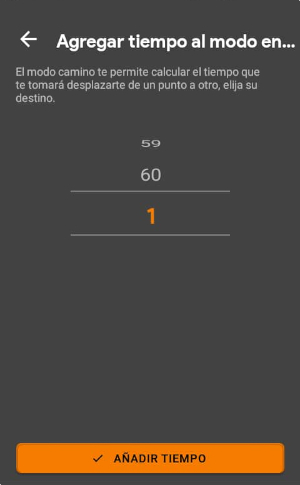 Agregar tiempo al modo en...
El modo camino te permite calcular el tiempo que
te tomará desplazarte de un punto a otro, elija su
destino.
59
60
1
AÑADIR TIEMPO